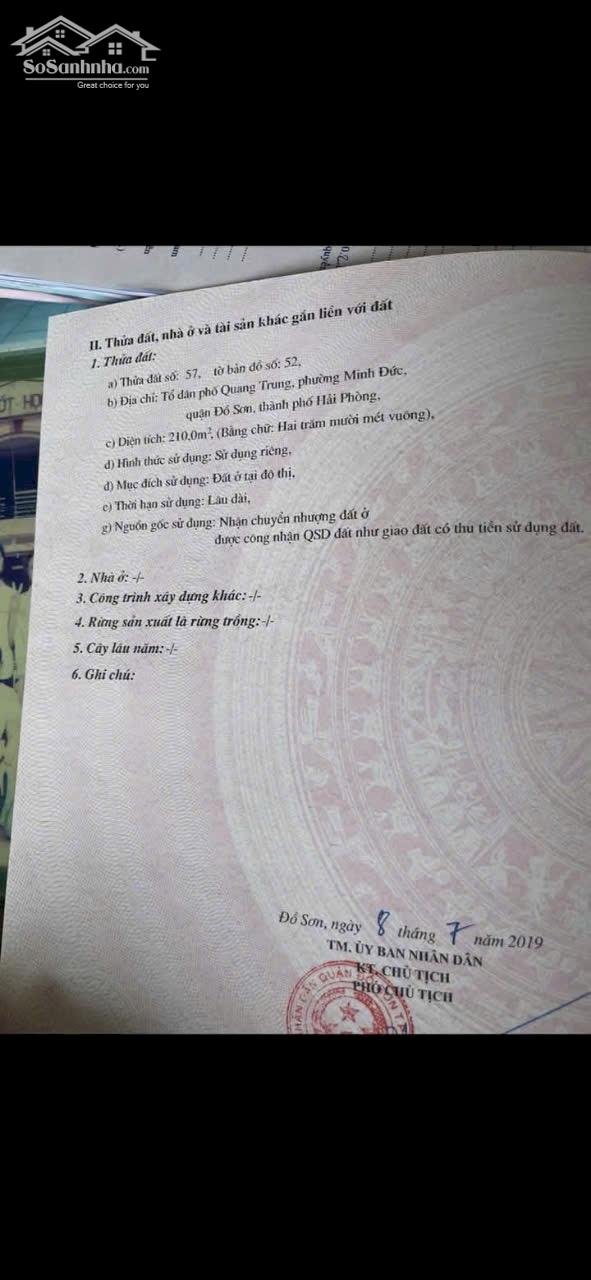 SoSanhnha.com
Great choice for you
II. Thửa đất, nhà ở và tài sản khác gắn liền với đất
1. Thửa đất:
a) Thửa đất số: 57, tờ bản đồ số: 52,
b) Địa chỉ: Tổ dân phố Quang Trung, phường Minh Đức,
quận Đồ Sơn, thành phố Hải Phòng,
c) Diện tích: 210,0m², (Bằng chữ: Hai trăm mười mét vuông),
d) Hình thức sử dụng: Sử dụng riêng,
đ) Mục đích sử dụng: Đất ở tại đô thị,
e) Thời hạn sử dụng: Lâu dài,
g) Nguồn gốc sử dụng: Nhận chuyển nhượng đất ở
được công nhận QSD đất như giao đất có thu tiền sử dụng đất.
2. Nhà ở: -/-
3. Công trình xây dựng khác: -/-
4. Rừng sản xuất là rừng trồng: -/-
5. Cây lâu năm: -/-
6. Ghi chú:
Đồ Sơn, ngày 8 tháng 7 năm 2019
TM. ỦY BAN NHÂN DÂN
KT. CHỦ TỊCH
PHÓ CHỦ TỊCH
NHÂN DÂN QUẬN ĐỒ SƠN